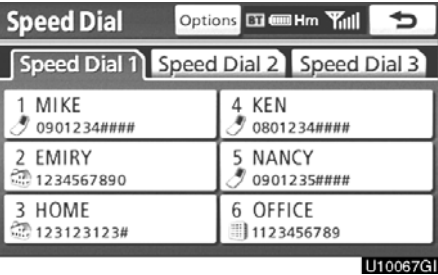 Speed Dial Options BT Hm
Speed Dial 1 Speed Dial 2 Speed Dial 3
1 MIKE
0901234####
2 EMIRY
1234567890
3 HOME
123123123#
4 KEN
0801234####
5 NANCY
0901235####
6 OFFICE
1123456789
U10067GI